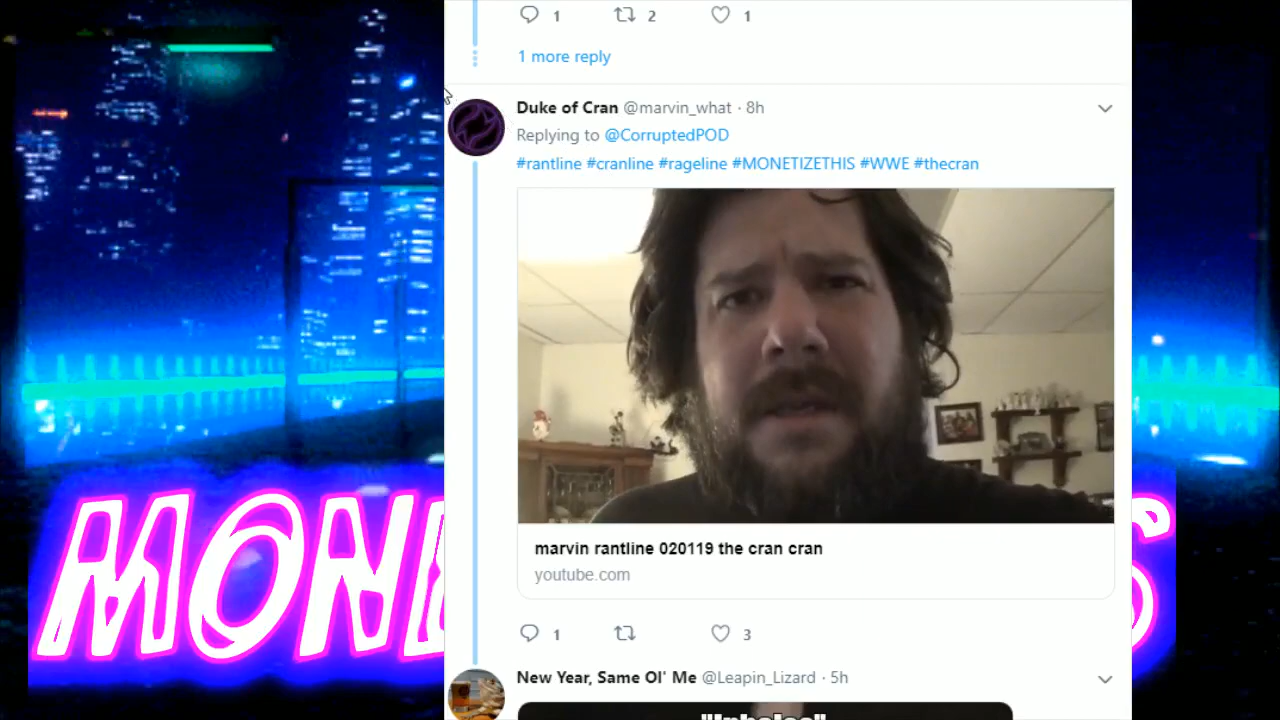 1 2 1
1 more reply
Duke of Cran @marvin_what · 8h
Replying to @CorruptedPOD
#rantline #cranline #rageline #MONETIZETHIS #WWE #thecran
marvin rantline 020119 the cran cran
youtube.com
1 3
New Year, Same Ol' Me @Leapin_Lizard · 5h
MONE S